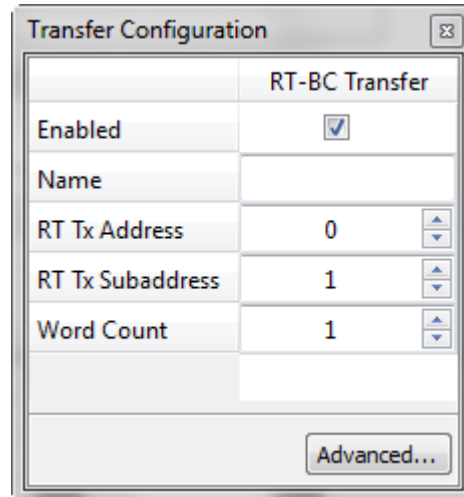 Transfer Configuration
RT-BC Transfer
Enabled
Name
RT Tx Address 0
RT Tx Subaddress 1
Word Count 1
Advanced...